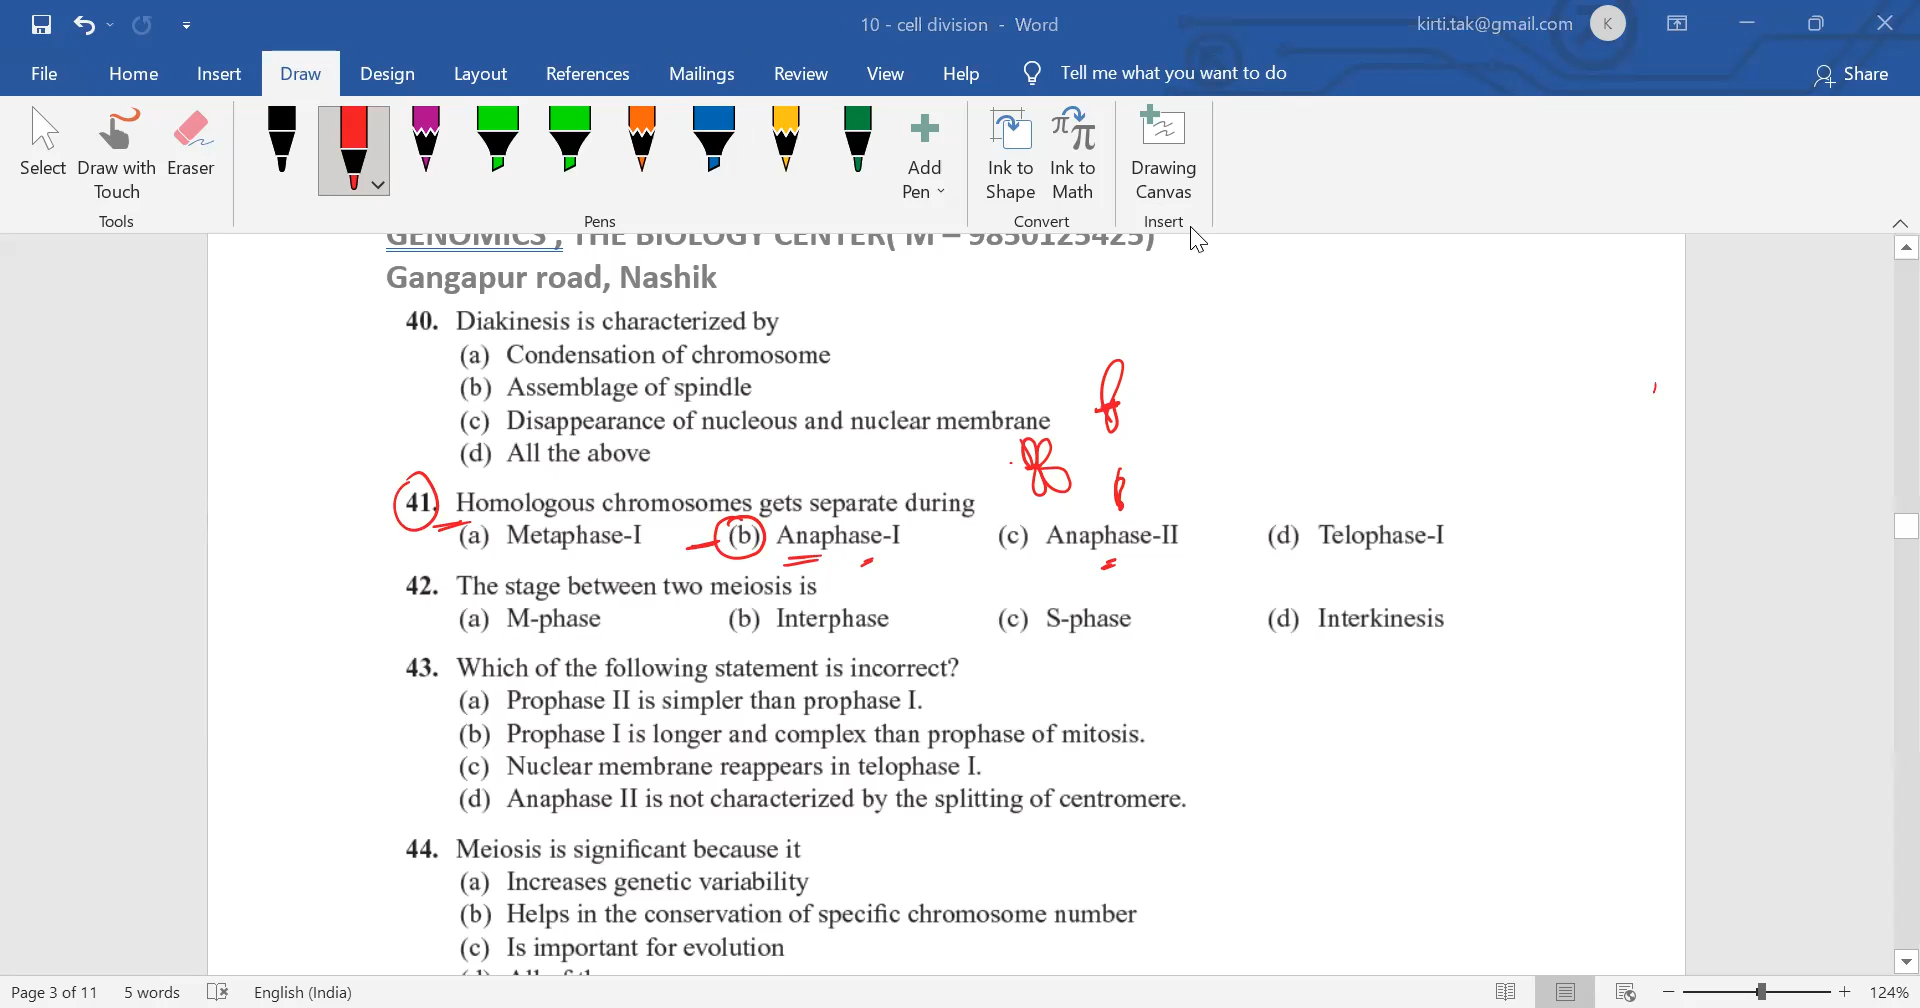 10 - cell division - Word
kirti.tak@gmail.com
K
File
Home
Insert
Draw
Design
Layout
References
Mailings
Review
View
Help
Tell me what you want to do
Share
Select
Draw with Touch
Eraser
Tools
Pens
Add Pen
Ink to Shape
Ink to Math
Convert
Drawing Canvas
Insert
GENOMICS , THE BIOLOGY CENTER( M – 9850125425)
Gangapur road, Nashik
40. Diakinesis is characterized by
(a) Condensation of chromosome
(b) Assemblage of spindle
(c) Disappearance of nucleous and nuclear membrane
(d) All the above
41. Homologous chromosomes gets separate during
(a) Metaphase-I (b) Anaphase-I (c) Anaphase-II (d) Telophase-I
42. The stage between two meiosis is
(a) M-phase (b) Interphase (c) S-phase (d) Interkinesis
43. Which of the following statement is incorrect?
(a) Prophase II is simpler than prophase I.
(b) Prophase I is longer and complex than prophase of mitosis.
(c) Nuclear membrane reappears in telophase I.
(d) Anaphase II is not characterized by the splitting of centromere.
44. Meiosis is significant because it
(a) Increases genetic variability
(b) Helps in the conservation of specific chromosome number
(c) Is important for evolution
Page 3 of 11
5 words
English (India)
124%